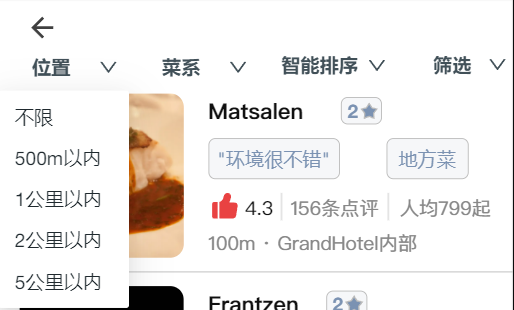 位置 菜系 智能排序 筛选
不限
500m以内
1公里以内
2公里以内
5公里以内
Matsalen 2★
"环境很不错" 地方菜
4.3 156条点评 人均799起
100m · GrandHotel内部
Frantzen 2★